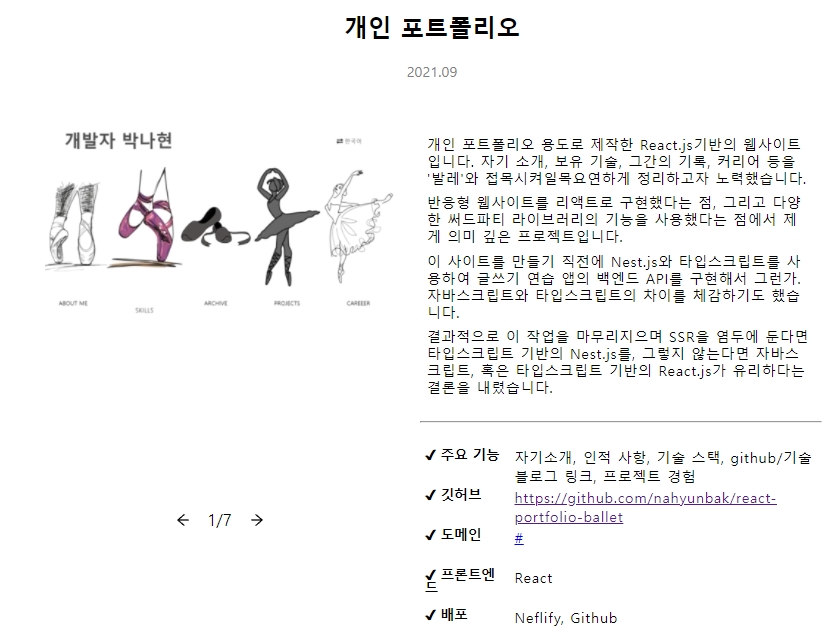 개인 포트폴리오
2021.09
개발자 박나현
한국어
ABOUT ME
SKILLS
ARCHIVE
PROJECTS
CAREEER
1/7
개인 포트폴리오 용도로 제작한 React.js기반의 웹사이트
입니다. 자기 소개, 보유 기술, 그간의 기록, 커리어 등을
'발레'와 접목시켜일목요연하게 정리하고자 노력했습니다.
반응형 웹사이트를 리액트로 구현했다는 점, 그리고 다양
한 써드파티 라이브러리의 기능을 사용했다는 점에서 제
게 의미 깊은 프로젝트입니다.
이 사이트를 만들기 직전에 Nest.js와 타입스크립트를 사
용하여 글쓰기 연습 앱의 백엔드 API를 구현해서 그런가.
자바스크립트와 타입스크립트의 차이를 체감하기도 했습
니다.
결과적으로 이 작업을 마무리지으며 SSR을 염두에 둔다면
타입스크립트 기반의 Nest.js를, 그렇지 않는다면 자바스
크립트, 혹은 타입스크립트 기반의 React.js가 유리하다는
결론을 내렸습니다.
✔ 주요 기능 자기소개, 인적 사항, 기술 스택, github/기술
블로그 링크, 프로젝트 경험
✔ 깃허브 https://github.com/nahyunbak/react-
portfolio-ballet
✔ 도메인 #
✔ 프론트엔
드
React
✔ 배포 Neflify, Github